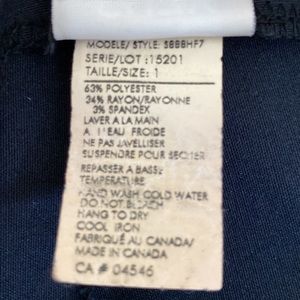 MODELE/ STYLE: S888HF7
SERIE/LOT :15201
TAILLE/SIZE: 1
63% POLYESTER
34% RAYON/RAYONNE
3% SPANDEX
LAVER A LA MAIN
A L'EAU FROIDE
NE PAS JAVELLISER
SUSPENDRE POUR SECHER
REPASSER A BASSE
TEMPERATURE
HAND WASH COLD WATER
DO NOT BLEACH
HANG TO DRY
COOL IRON
FABRIQUÉ AU CANADA/
MADE IN CANADA
CA # 04546